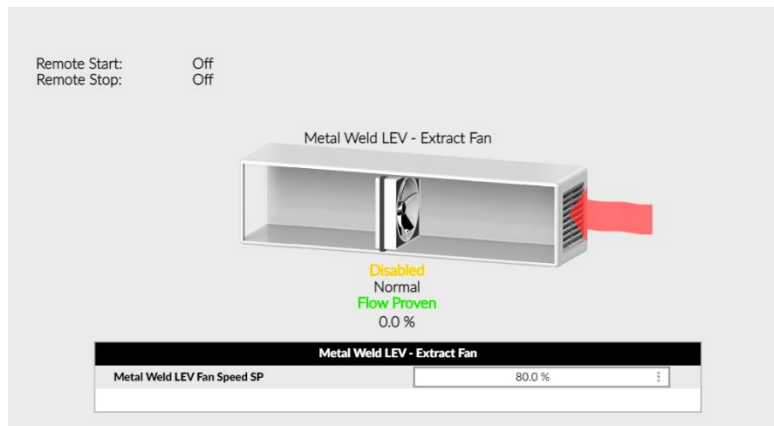 Remote Start: Off
Remote Stop: Off
Metal Weld LEV - Extract Fan
Disabled
Normal
Flow Proven
0.0 %
Metal Weld LEV - Extract Fan
Metal Weld LEV Fan Speed SP 80.0 %